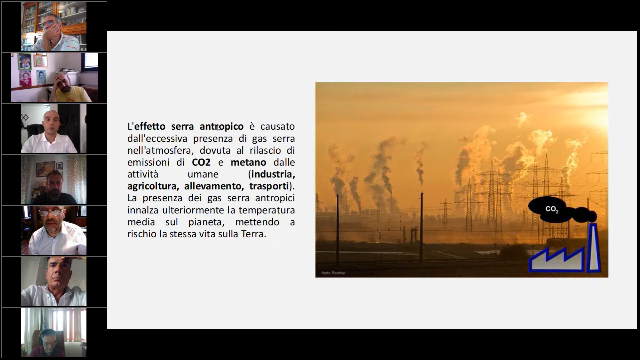 L'effetto serra antropico è causato
dall'eccessiva presenza di gas serra
nell'atmosfera, dovuta al rilascio di
emissioni di CO2 e metano dalle
attività umane (industria,
agricoltura, allevamento, trasporti).
La presenza dei gas serra antropici
innalza ulteriormente la temperatura
media sul pianeta, mettendo a
rischio la stessa vita sulla Terra.
CO2